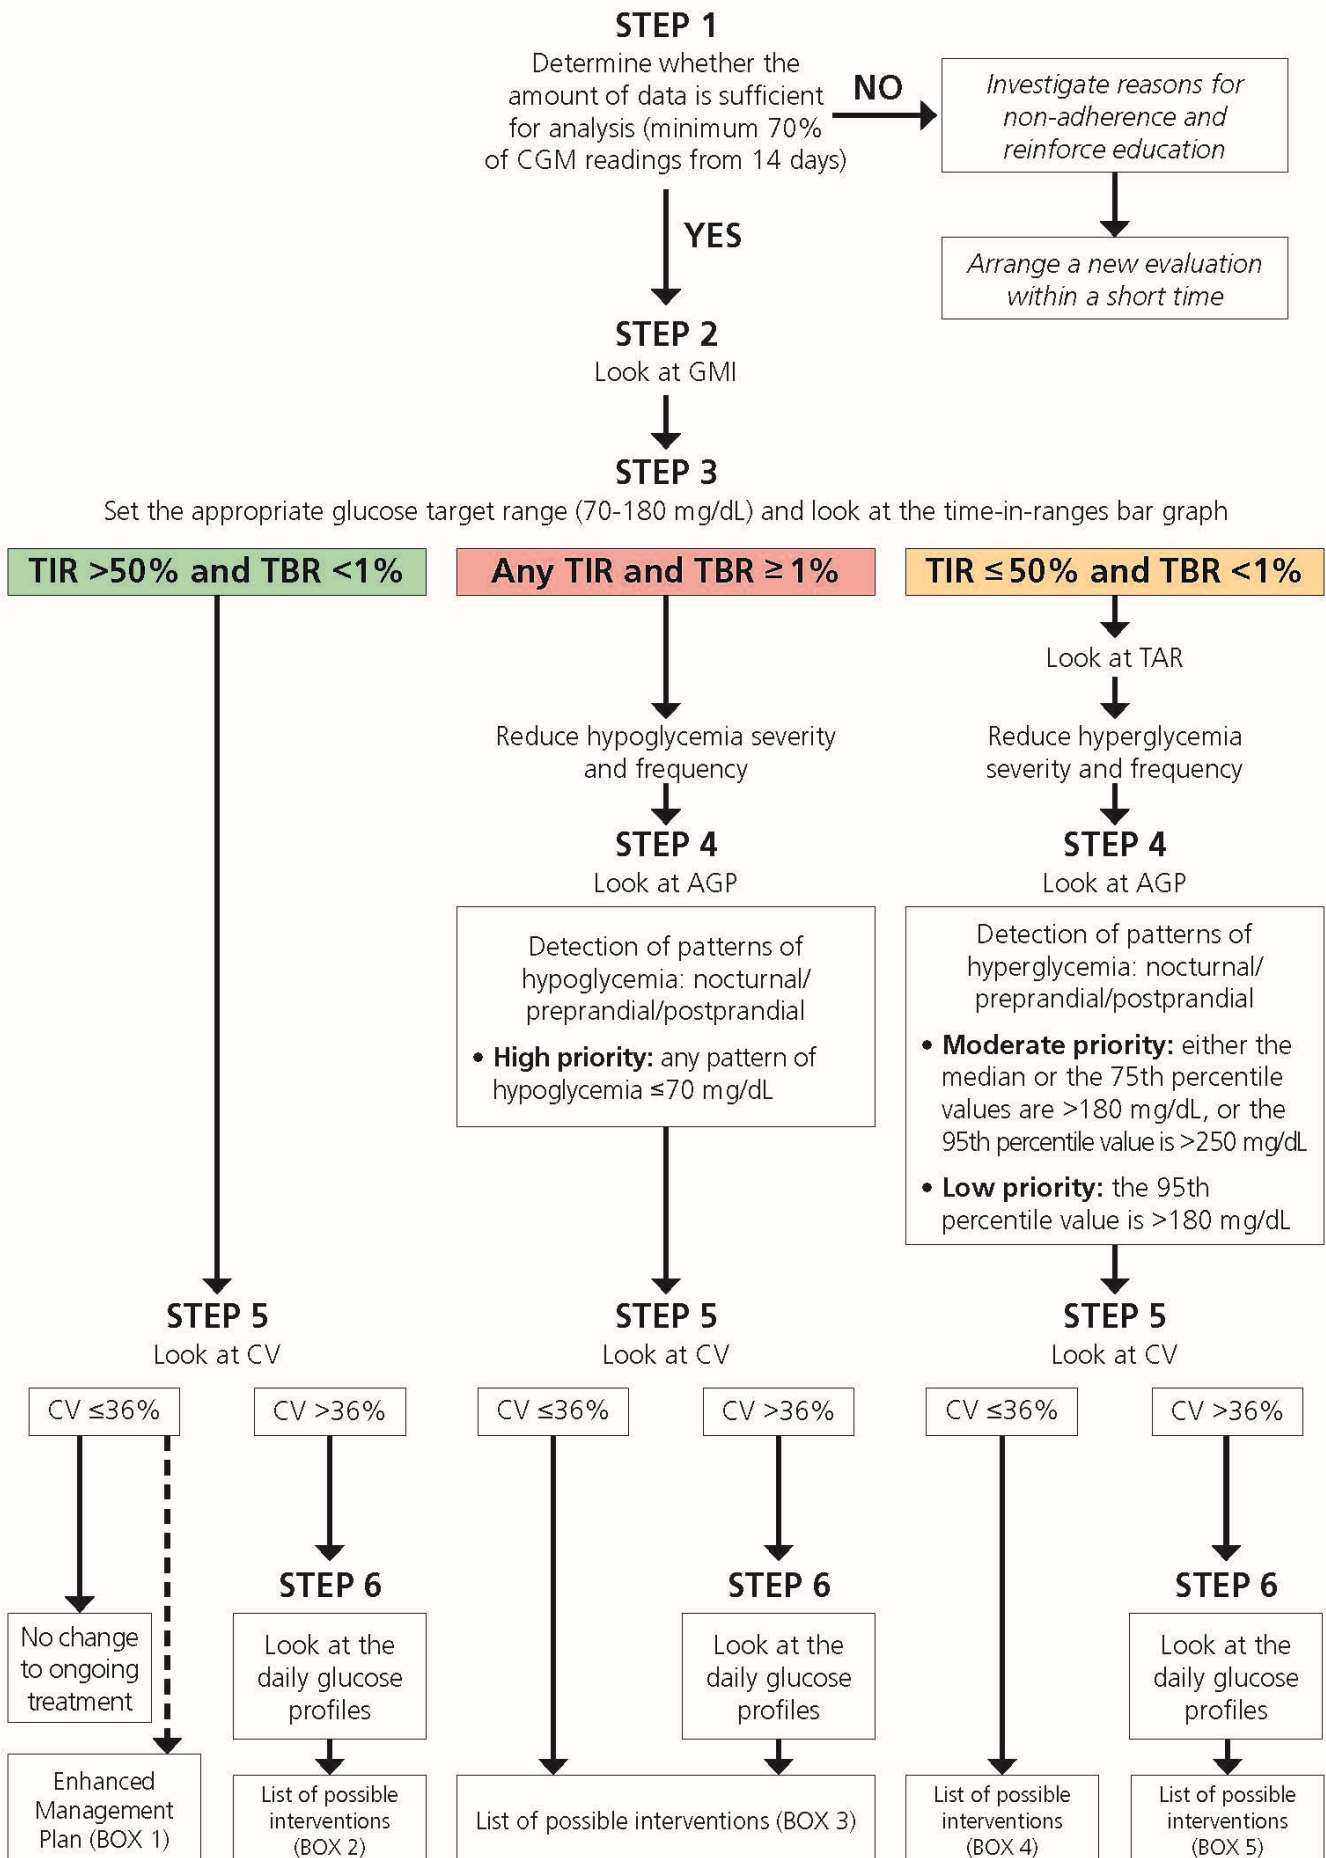 STEP 1
Determine whether the
amount of data is sufficient
for analysis (minimum 70%
of CGM readings from 14 days)
NO
Investigate reasons for
non-adherence and
reinforce education
YES
Arrange a new evaluation
within a short time
STEP 2
Look at GMI
STEP 3
Set the appropriate glucose target range (70-180 mg/dL) and look at the time-in-ranges bar graph
TIR >50% and TBR <1%
Any TIR and TBR ≥ 1%
TIR ≤ 50% and TBR <1%
Look at TAR
Reduce hypoglycemia severity
and frequency
Reduce hyperglycemia
severity and frequency
STEP 4
Look at AGP
STEP 4
Look at AGP
Detection of patterns of
hypoglycemia: nocturnal/
preprandial/postprandial
• High priority: any pattern of
hypoglycemia ≤70 mg/dL
Detection of patterns of
hyperglycemia: nocturnal/
preprandial/postprandial
• Moderate priority: either the
median or the 75th percentile
values are >180 mg/dL, or the
95th percentile value is >250 mg/dL
• Low priority: the 95th
percentile value is >180 mg/dL
STEP 5
Look at CV
STEP 5
Look at CV
STEP 5
Look at CV
CV ≤36%
CV >36%
CV ≤36%
CV >36%
CV ≤36%
CV >36%
No change
to ongoing
treatment
STEP 6
Look at the
daily glucose
profiles
STEP 6
Look at the
daily glucose
profiles
STEP 6
Look at the
daily glucose
profiles
Enhanced
Management
Plan (BOX 1)
List of possible
interventions
(BOX 2)
List of possible interventions (BOX 3)
List of possible
interventions
(BOX 4)
List of possible
interventions
(BOX 5)